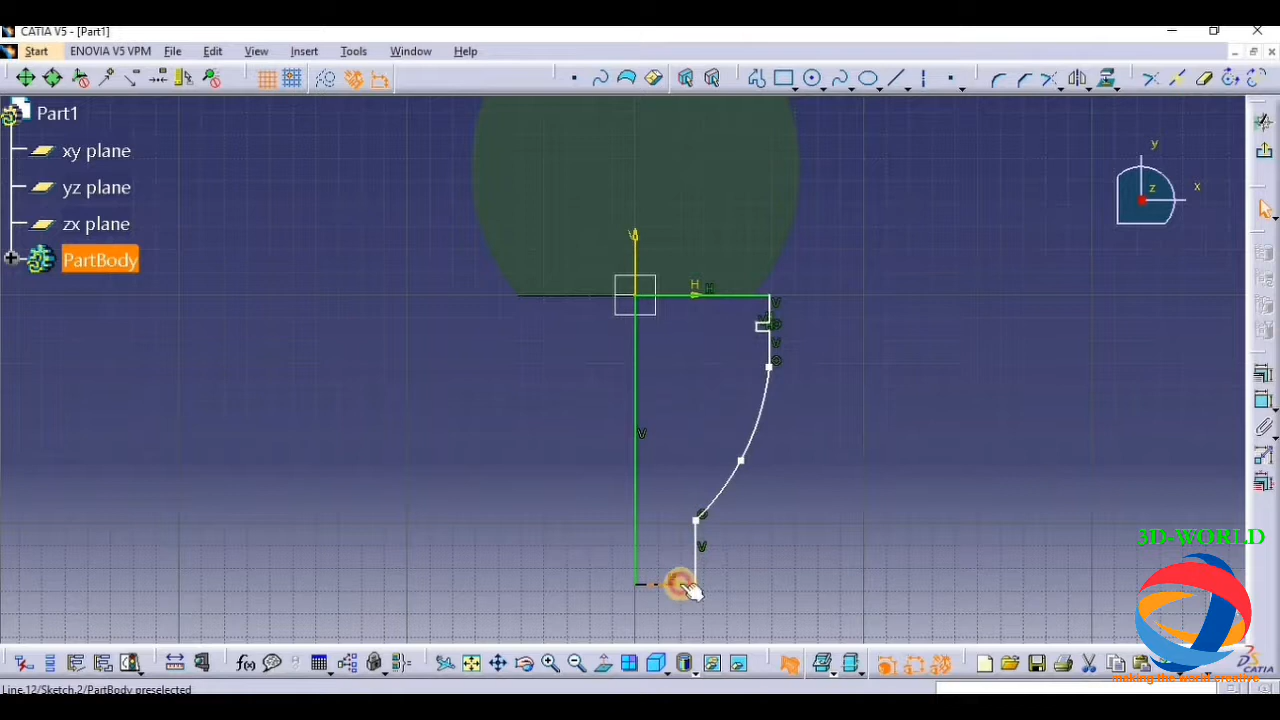 CATIA V5 - [Part1]
Start ENOVIA V5 VPM File Edit View Insert Tools Window Help
Part1
xy plane
yz plane
zx plane
PartBody
y
x
z
V
H H
V
V
V
V
3D-WORLD
f(x)
CATIA
making the world creative
Line.12/Sketch.2/PartBody preselected